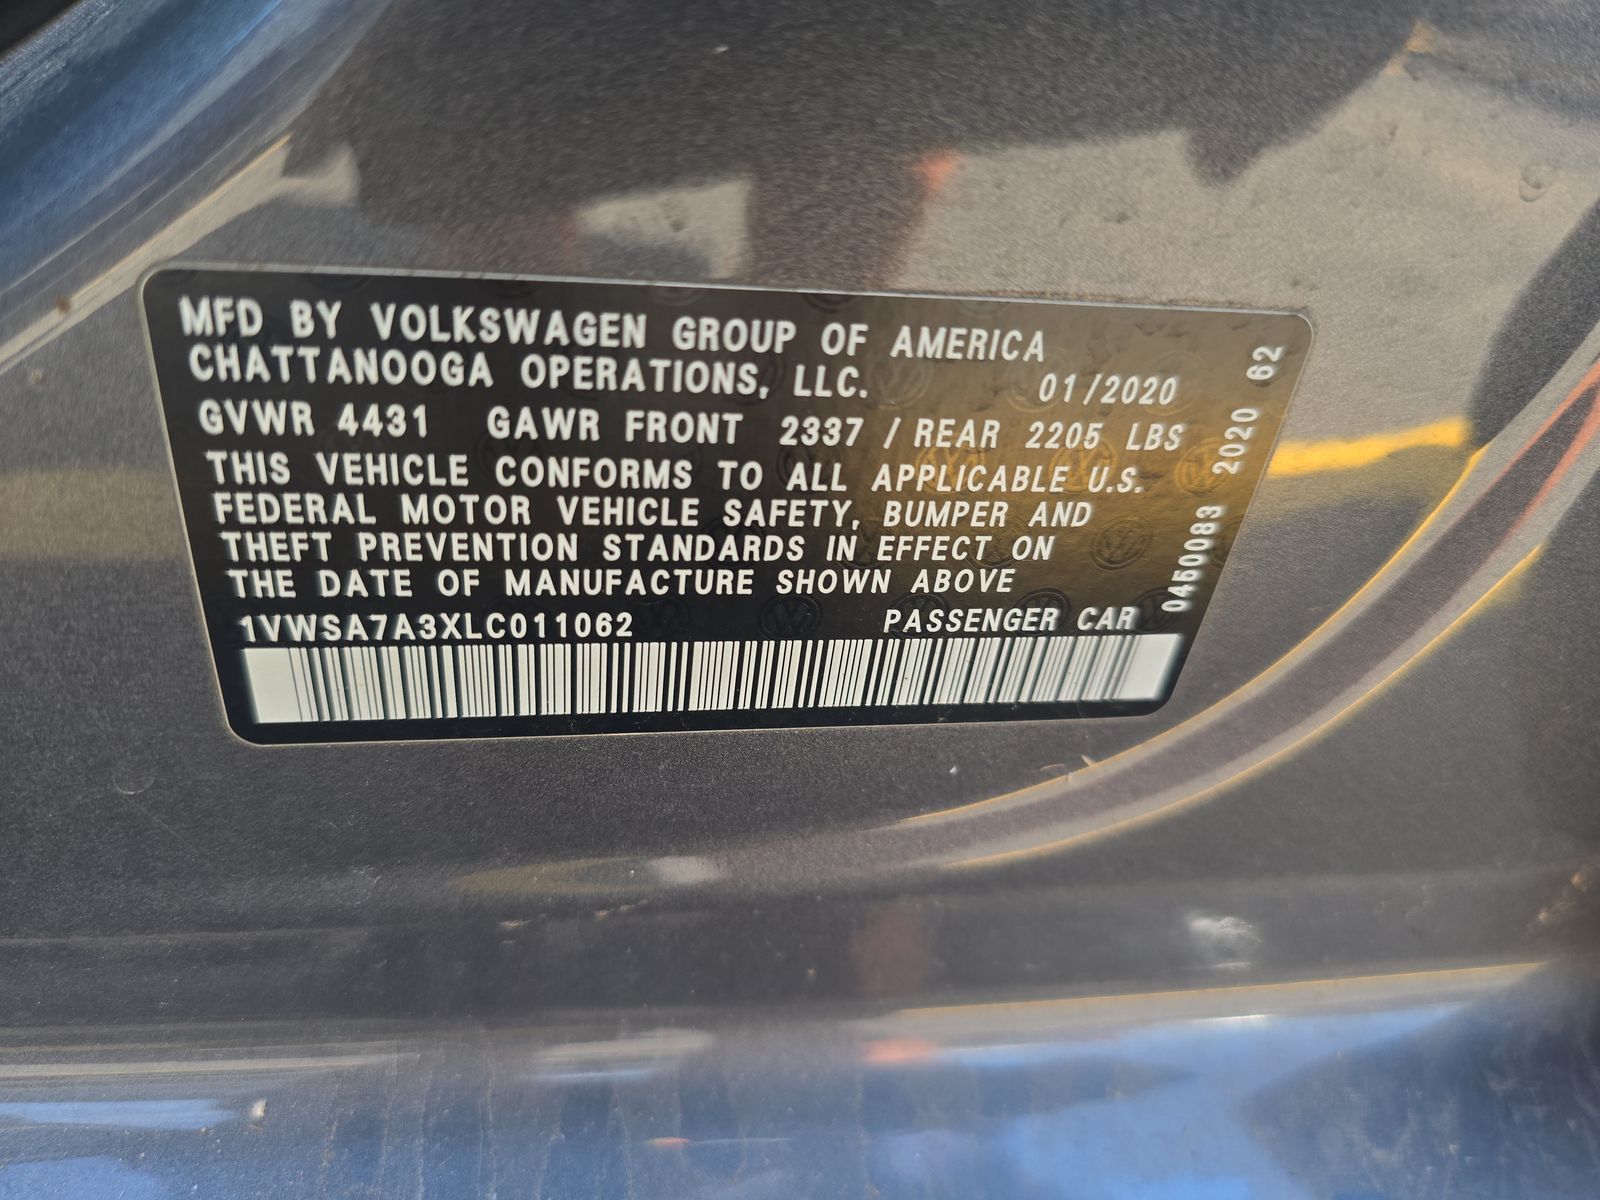 MFD BY VOLKSWAGEN GROUP OF AMERICA
CHATTANOOGA OPERATIONS, LLC. 01/2020
GVWR 4431 GAWR FRONT 2337 / REAR 2205 LBS
THIS VEHICLE CONFORMS TO ALL APPLICABLE U.S.
FEDERAL MOTOR VEHICLE SAFETY, BUMPER AND
THEFT PREVENTION STANDARDS IN EFFECT ON
THE DATE OF MANUFACTURE SHOWN ABOVE
1VWSA7A3XLC011062 PASSENGER CAR
0450083 2020 62